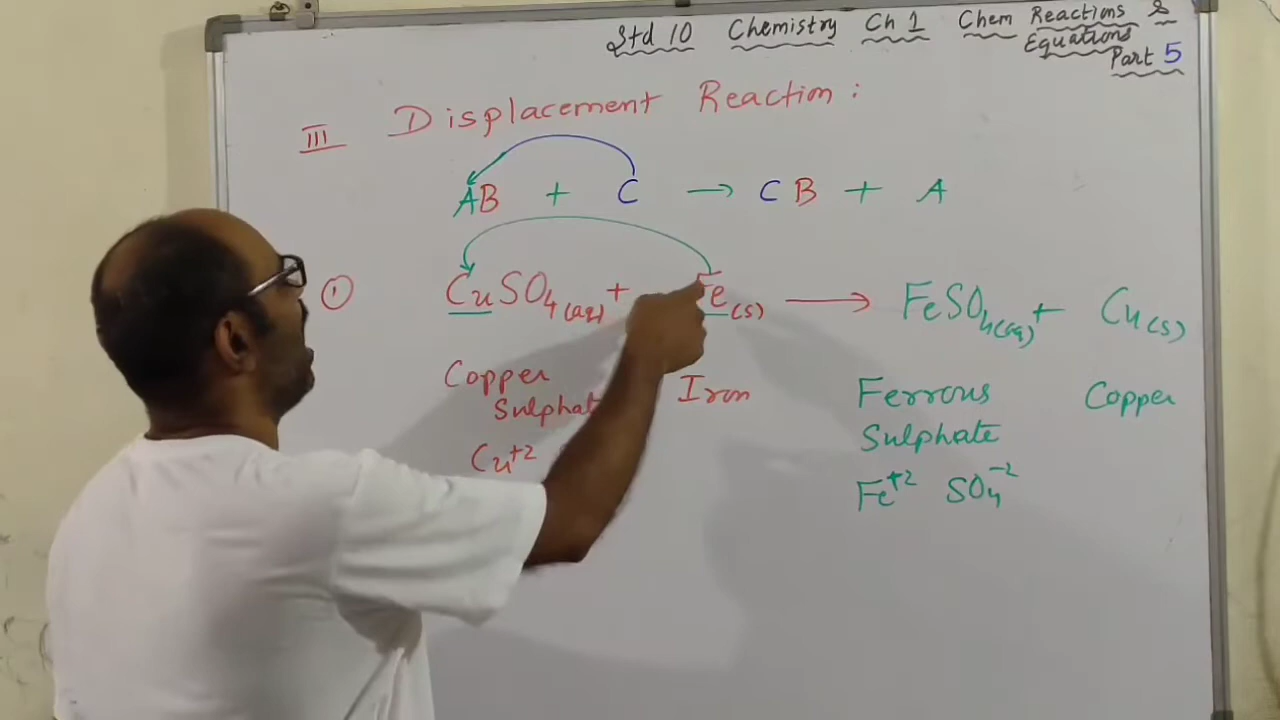 Std 10 Chemistry Ch 1 Chem Reactions &
Equations
Part 5
III Displacement Reaction :
AB + C → CB + A
① CuSO4(aq) + Fe(s) → FeSO4(aq) + Cu(s)
Copper Iron Ferrous Copper
Sulphat Sulphate
Cu+2 Fe+2 SO4-2